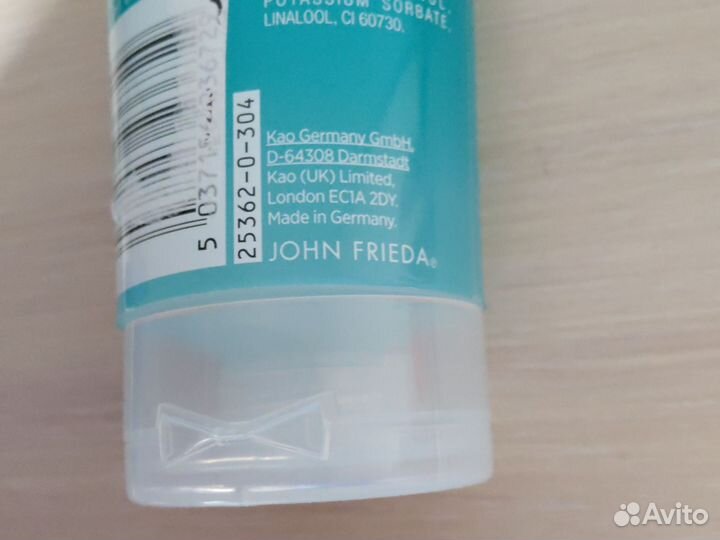 POTASSIUM SORBATE,
LINALOOL, CI 60730.
Kao Germany GmbH,
D-64308 Darmstadt
Kao (UK) Limited,
London EC1A 2DY.
Made in Germany.
JOHN FRIEDA®
25362-0-304
Avito